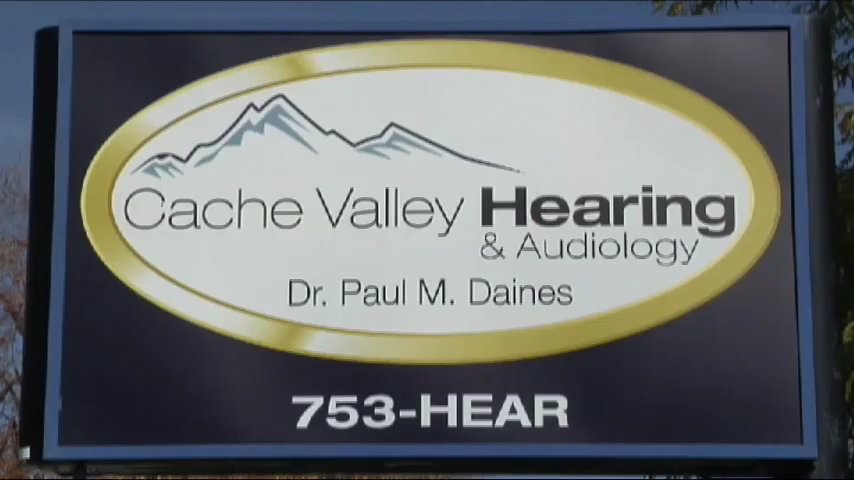 Cache Valley Hearing
& Audiology
Dr. Paul M. Daines
753-HEAR